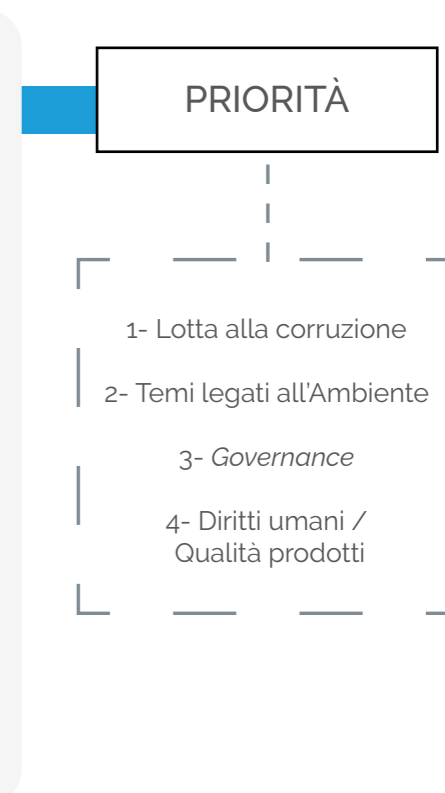 PRIORITÀ
1- Lotta alla corruzione
2- Temi legati all'Ambiente
3- Governance
4- Diritti umani /
Qualità prodotti